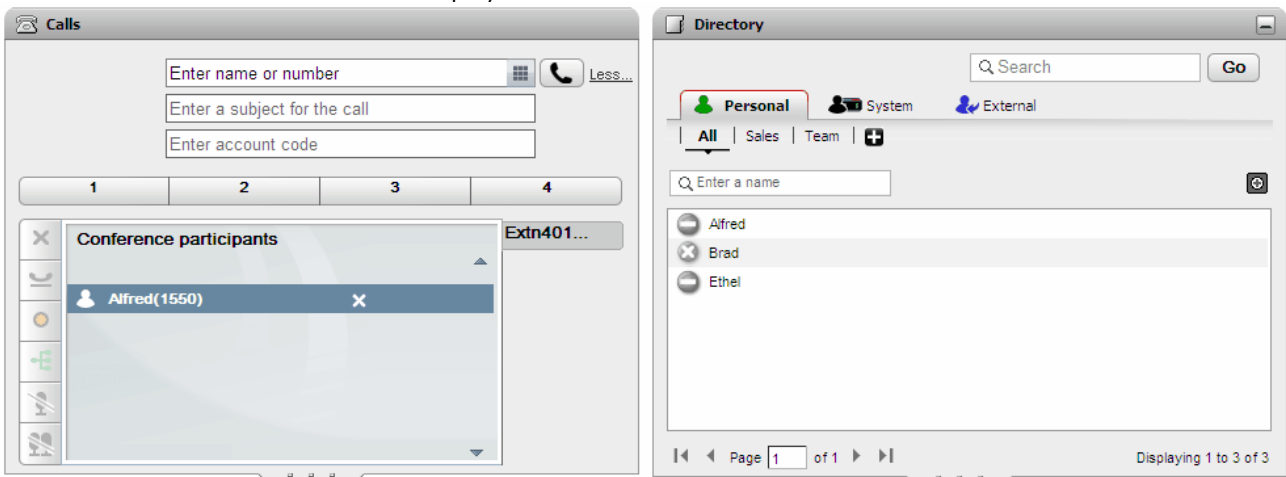 Calls
Enter name or number
Less...
Enter a subject for the call
Enter account code
1 2 3 4
Conference participants
Extn401...
Alfred(1550)
Directory
Search Go
Personal System External
All Sales Team
Enter a name
Alfred
Brad
Ethel
Page 1 of 1
Displaying 1 to 3 of 3